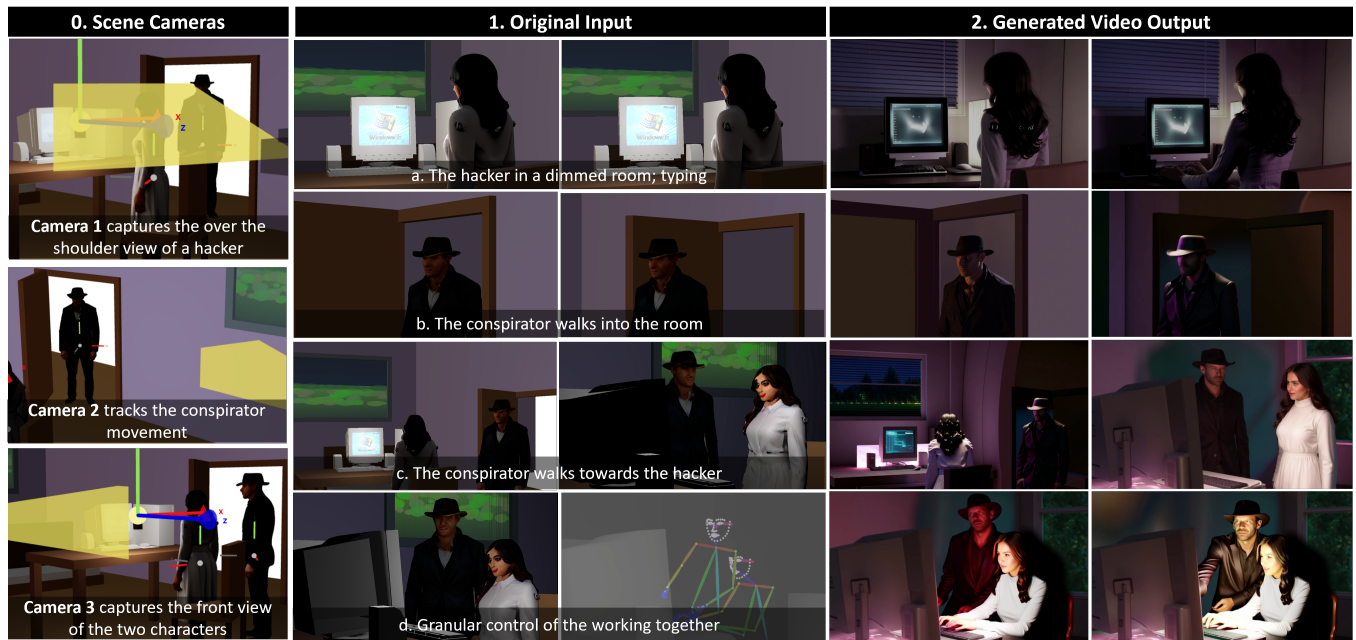 0. Scene Cameras
1. Original Input
2. Generated Video Output
Camera 1 captures the over the
shoulder view of a hacker
Camera 2 tracks the conspirator
movement
Camera 3 captures the front view
of the two characters
x
z
x
z
a. The hacker in a dimmed room; typing
b. The conspirator walks into the room
c. The conspirator walks towards the hacker
d. Granular control of the working together